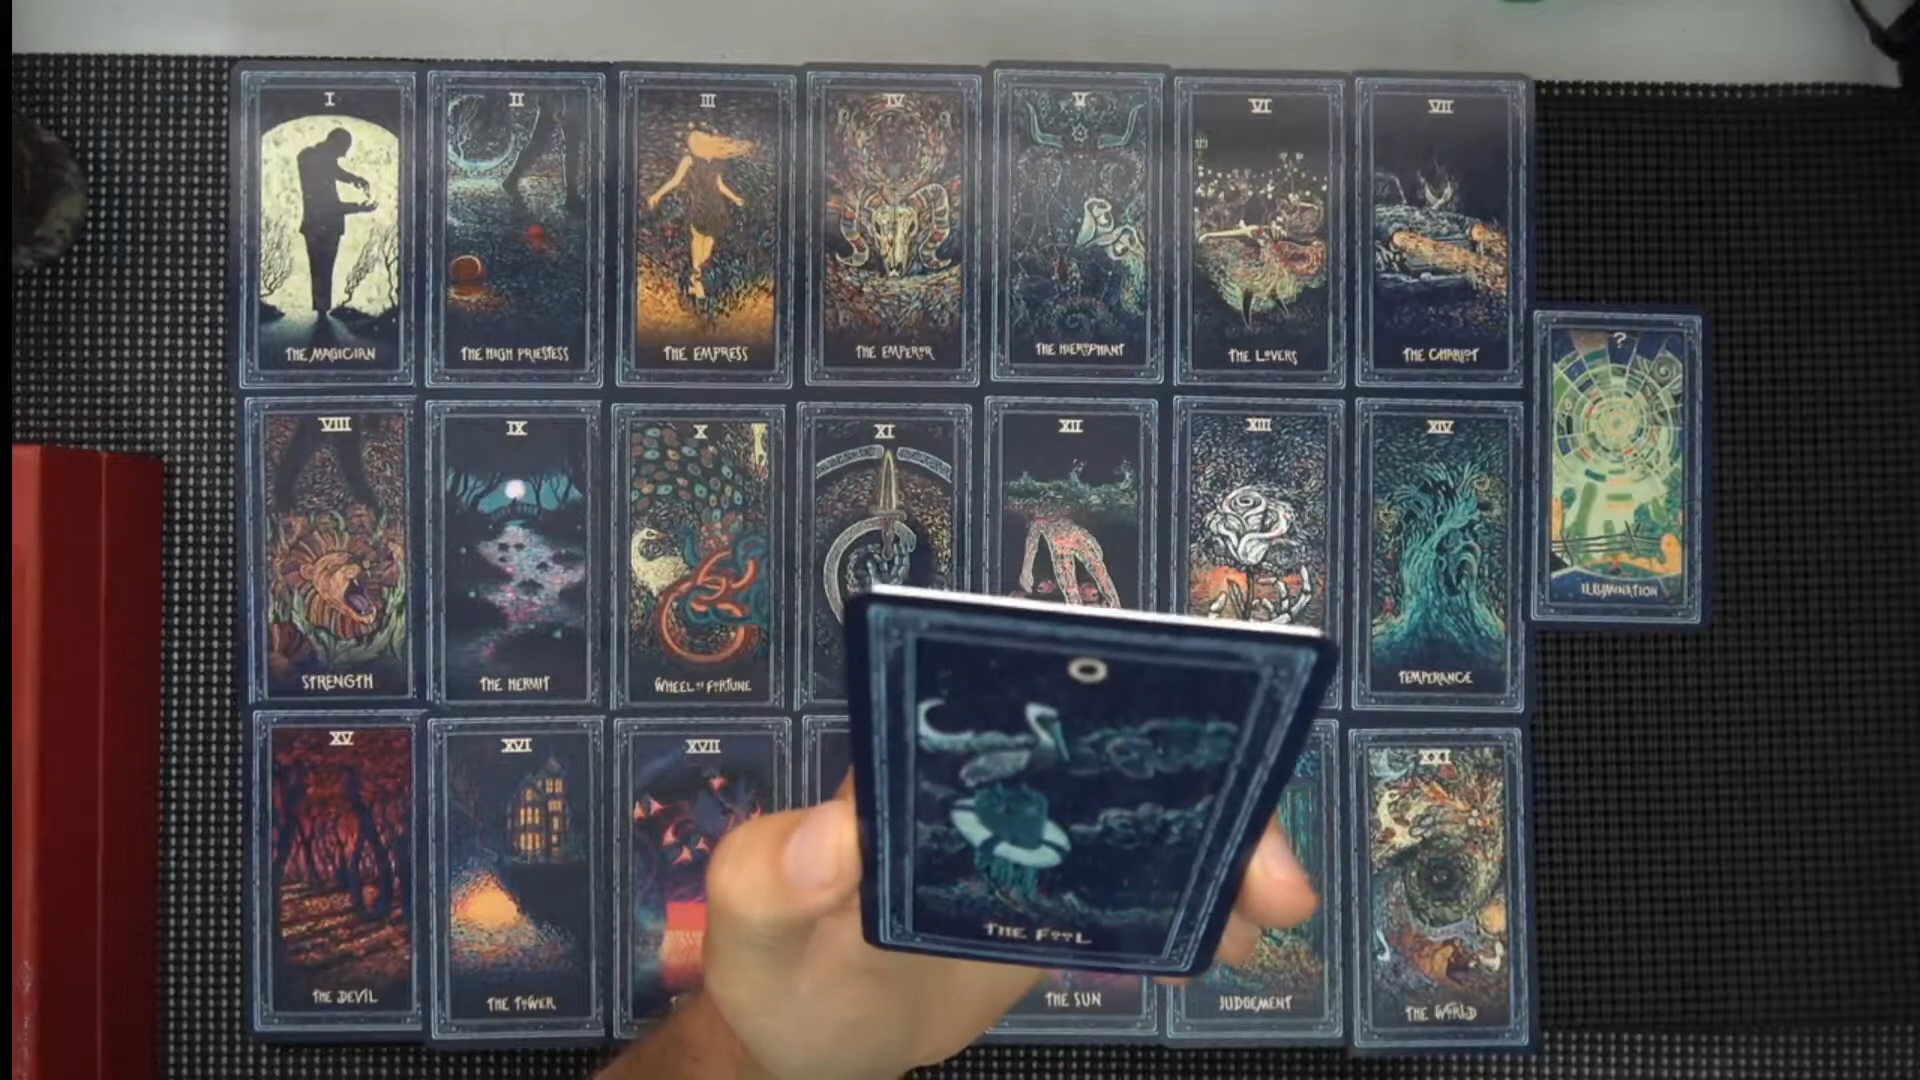 I
II
III
IV
V
VI
VII
THE MAGICIAN
THE HIGH PRIESTESS
THE EMPRESS
THE EMPEROR
THE HIEROPHANT
THE LOVERS
THE CHARIOT
?
ILLUMINATION
VIII
IX
X
XI
XII
XIII
XIV
STRENGTH
THE HERMIT
WHEEL OF FORTUNE
TEMPERANCE
0
THE FOOL
XV
XVI
XVII
XXI
THE DEVIL
THE TOWER
THE SUN
JUDGEMENT
THE WORLD